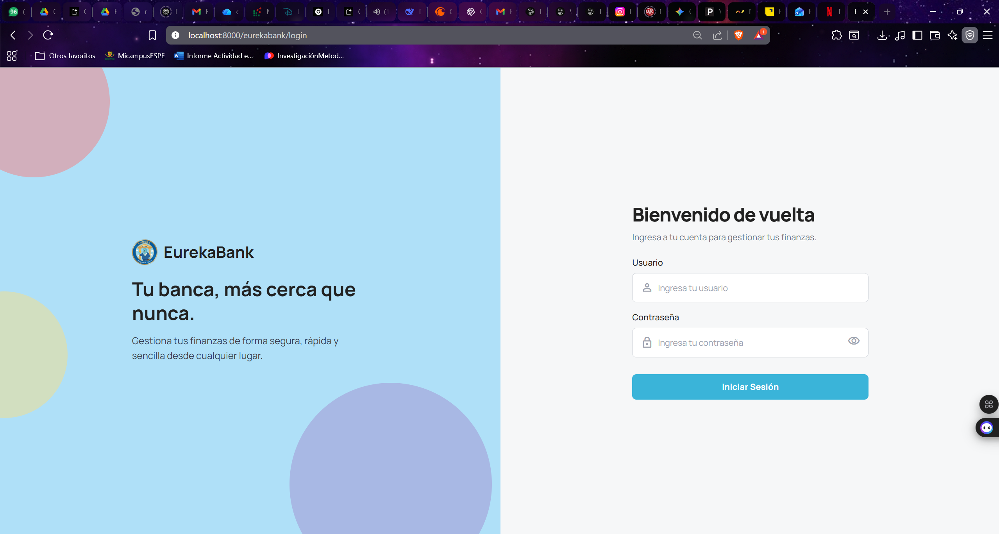 96
localhost:8000/eurekabank/login
1
Otros favoritos
MicampusESPE
Informe Actividad e...
InvestigaciónMetod...
EurekaBank
Tu banca, más cerca que
nunca.
Gestiona tus finanzas de forma segura, rápida y
sencilla desde cualquier lugar.
Bienvenido de vuelta
Ingresa a tu cuenta para gestionar tus finanzas.
Usuario
Ingresa tu usuario
Contraseña
Ingresa tu contraseña
Iniciar Sesión